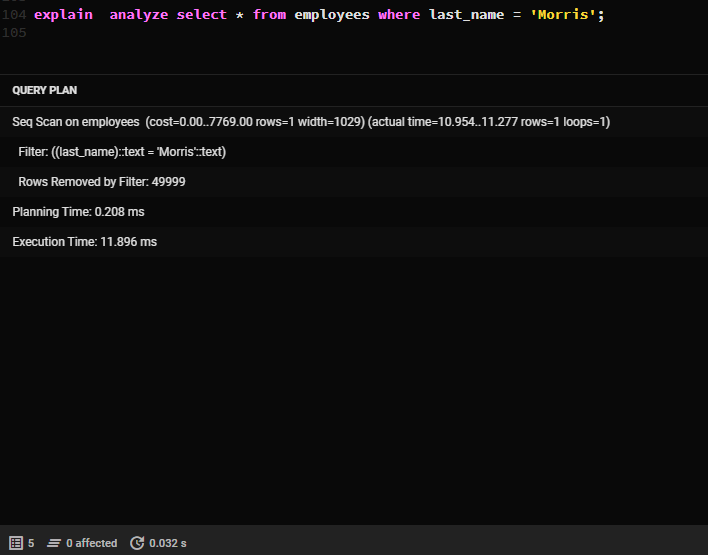 104 explain  analyze select * from employees where last_name = 'Morris';
105
QUERY PLAN
Seq Scan on employees  (cost=0.00..7769.00 rows=1 width=1029) (actual time=10.954..11.277 rows=1 loops=1)
Filter: ((last_name)::text = 'Morris'::text)
Rows Removed by Filter: 49999
Planning Time: 0.208 ms
Execution Time: 11.896 ms
5 0 affected 0.032 s